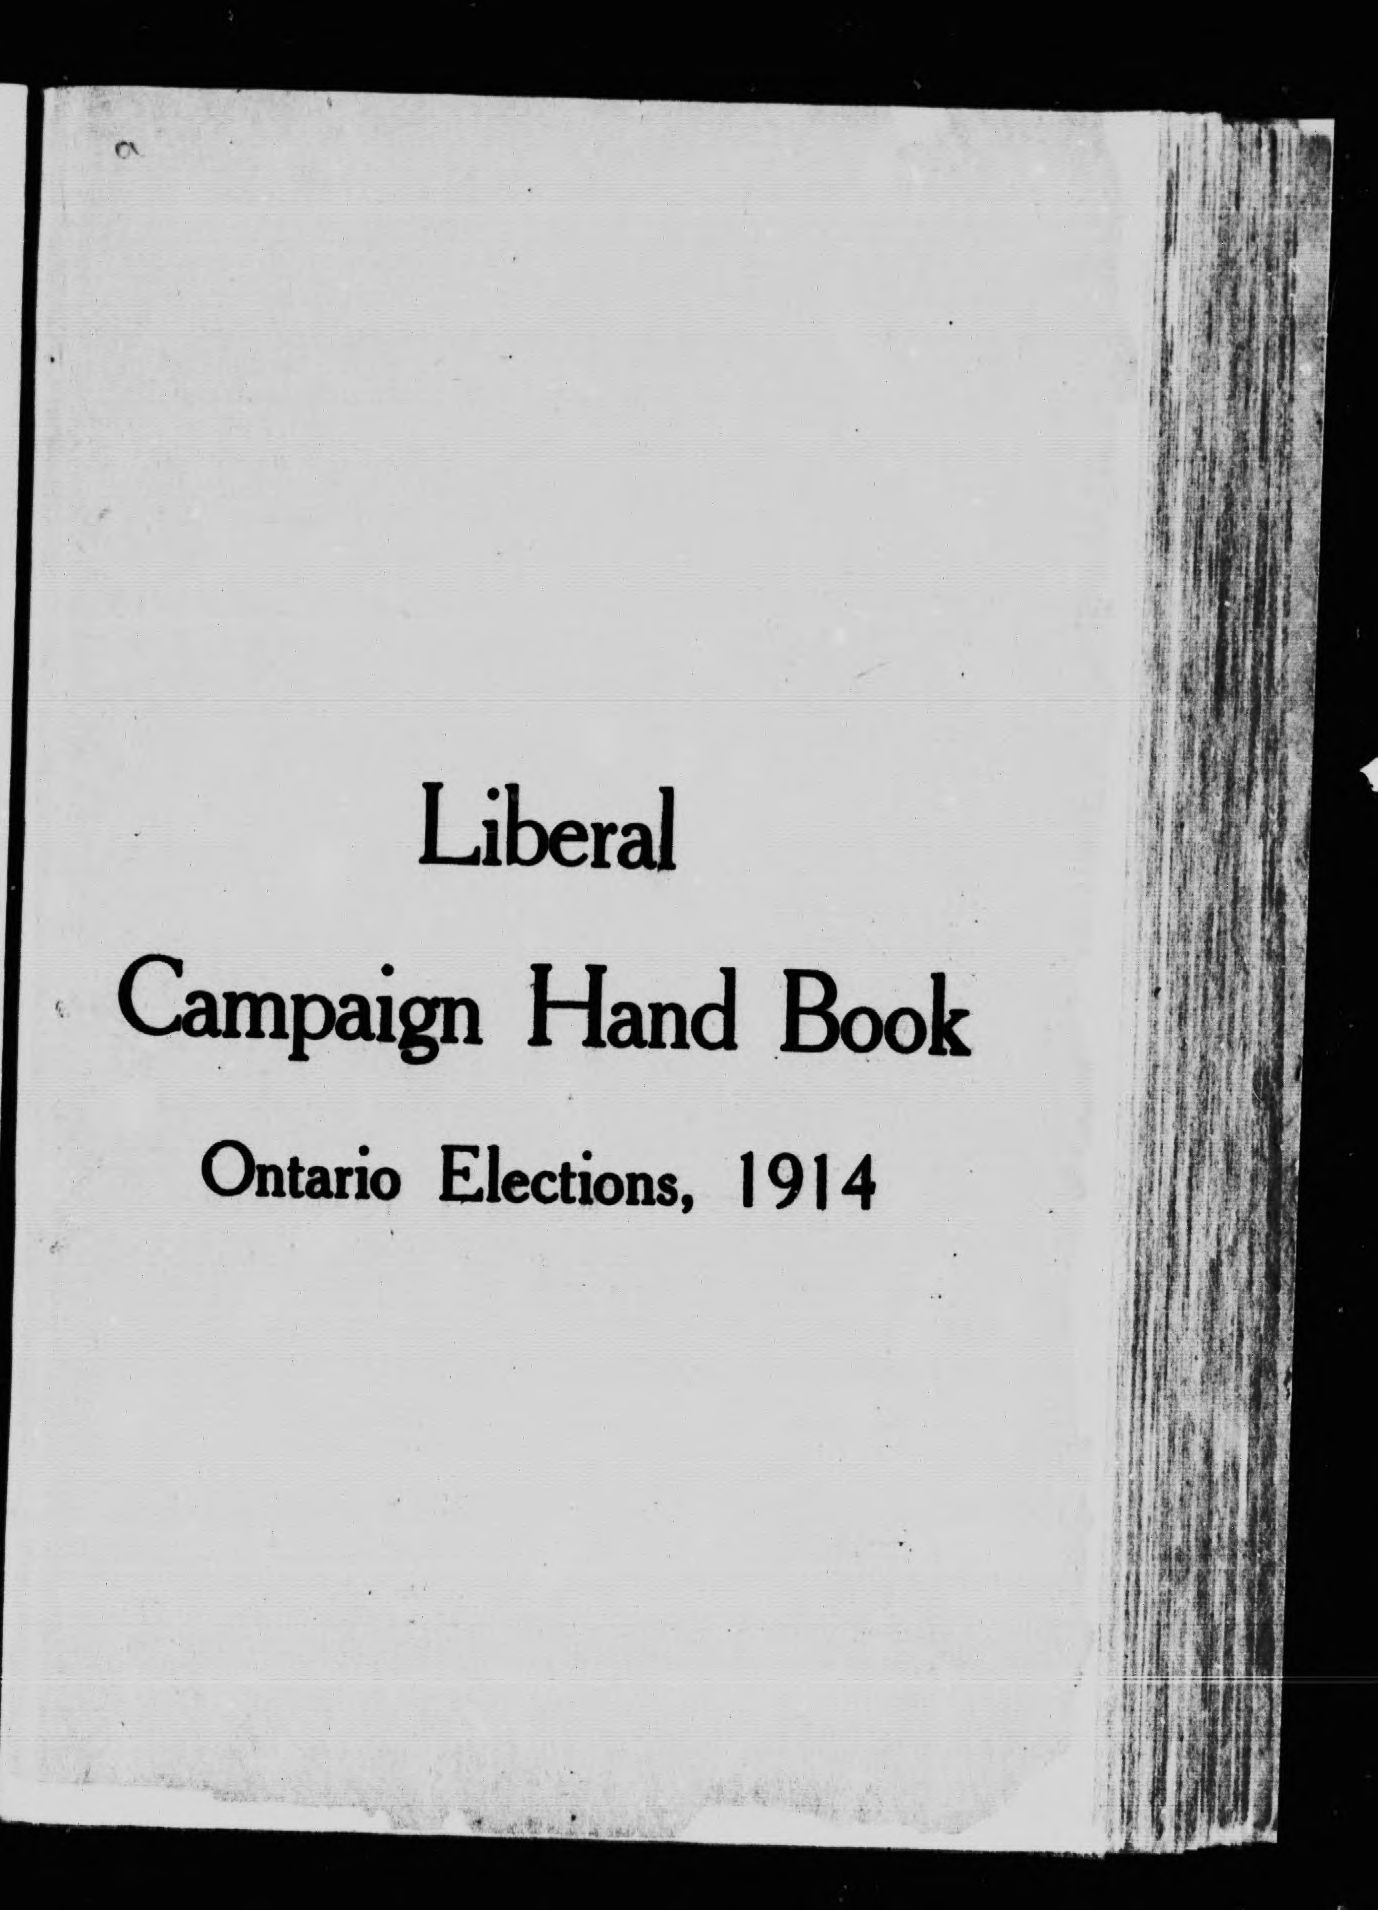 a
Liberal
Campaign Hand Book
Ontario Elections, 1914